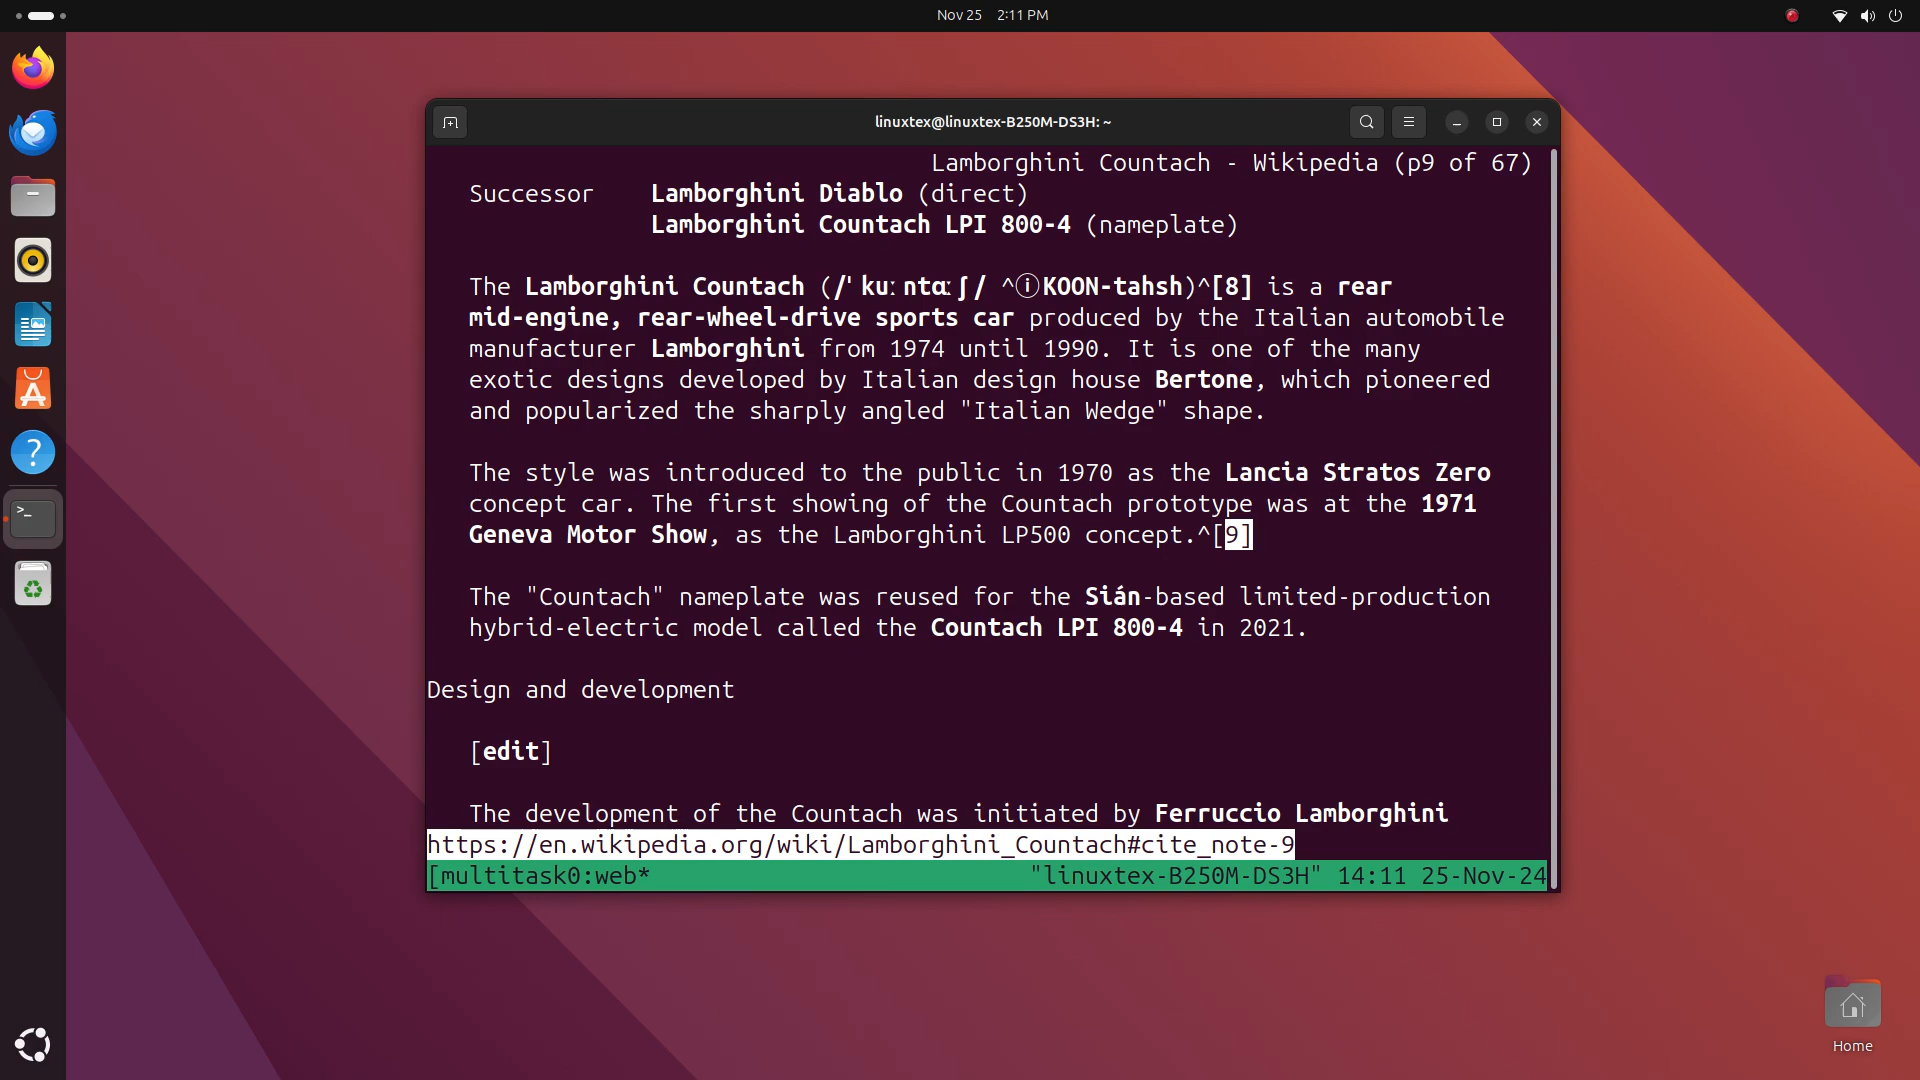 Nov 25 2:11 PM
linuxtex@linuxtex-B250M-DS3H: ~
Lamborghini Countach - Wikipedia (p9 of 67)
Successor Lamborghini Diablo (direct)
Lamborghini Countach LPI 800-4 (nameplate)
The Lamborghini Countach (/ˈkuːntɑːʃ/ ^ⓘKOON-tahsh)^[8] is a rear
mid-engine, rear-wheel-drive sports car produced by the Italian automobile
manufacturer Lamborghini from 1974 until 1990. It is one of the many
exotic designs developed by Italian design house Bertone, which pioneered
and popularized the sharply angled "Italian Wedge" shape.
The style was introduced to the public in 1970 as the Lancia Stratos Zero
concept car. The first showing of the Countach prototype was at the 1971
Geneva Motor Show, as the Lamborghini LP500 concept.^[9]
The "Countach" nameplate was reused for the Sián-based limited-production
hybrid-electric model called the Countach LPI 800-4 in 2021.
Design and development
[edit]
The development of the Countach was initiated by Ferruccio Lamborghini
https://en.wikipedia.org/wiki/Lamborghini_Countach#cite_note-9
[multitask0:web* "linuxtex-B250M-DS3H" 14:11 25-Nov-24
Home